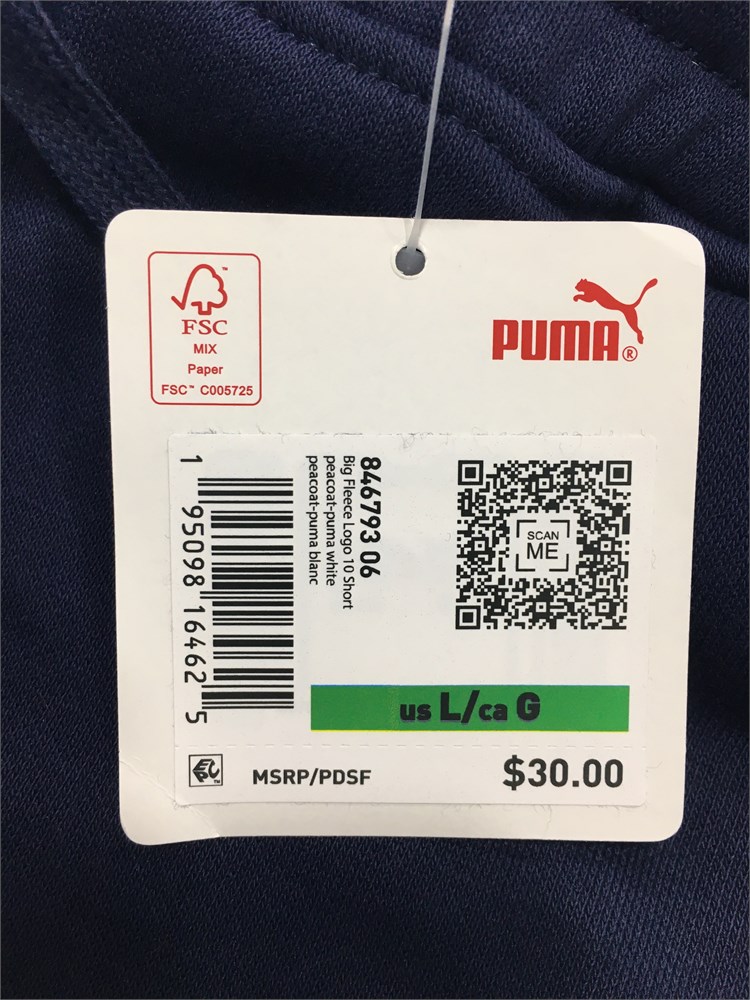 FSC™
MIX
Paper
FSC™ C005725
PUMA®
846793 06
Big Fleece Logo 10 Short
peacoat-puma white
peacoat-puma blanc
1 95098 16462 5
SCAN
ME
us L/ca G
MSRP/PDSF
$30.00